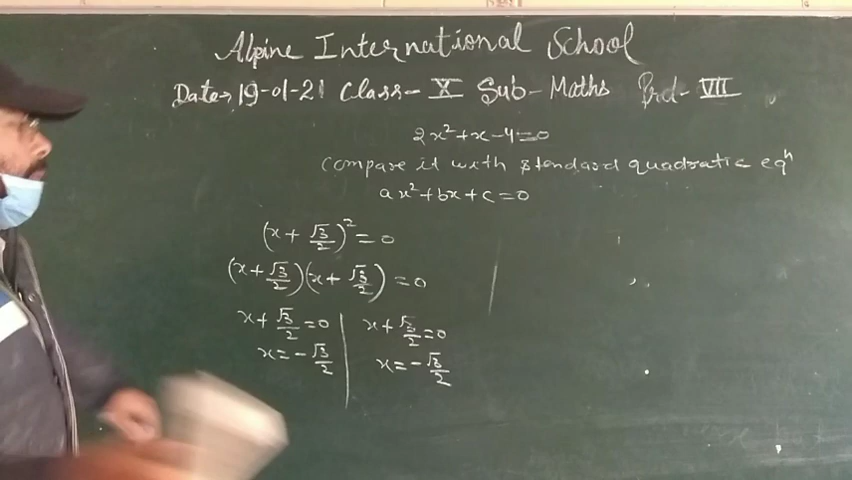 Alpine International School
Date→ 19-01-21 Class- X Sub- Maths Prd- VII
2x²+x-4=0
compare it with standard quadratic eqⁿ
ax²+bx+c=0
(x + √3/2)² = 0
(x + √3/2)(x + √3/2) = 0
x + √3/2 = 0 | x + √3/2 = 0
x = -√3/2 | x = -√3/2